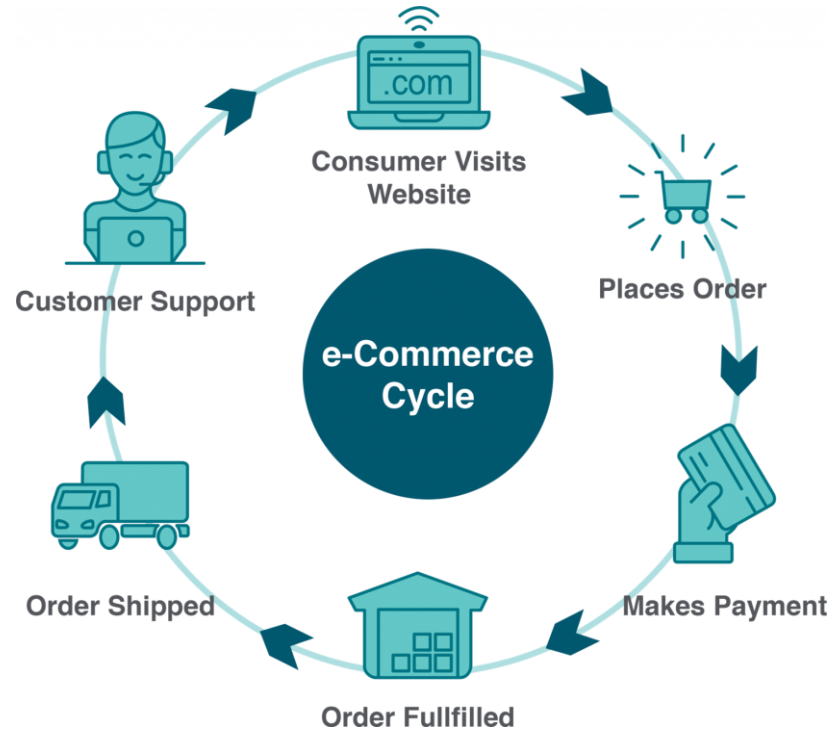 .com
Consumer Visits
Website
Places Order
Makes Payment
Order Fullfilled
Order Shipped
Customer Support
e-Commerce
Cycle